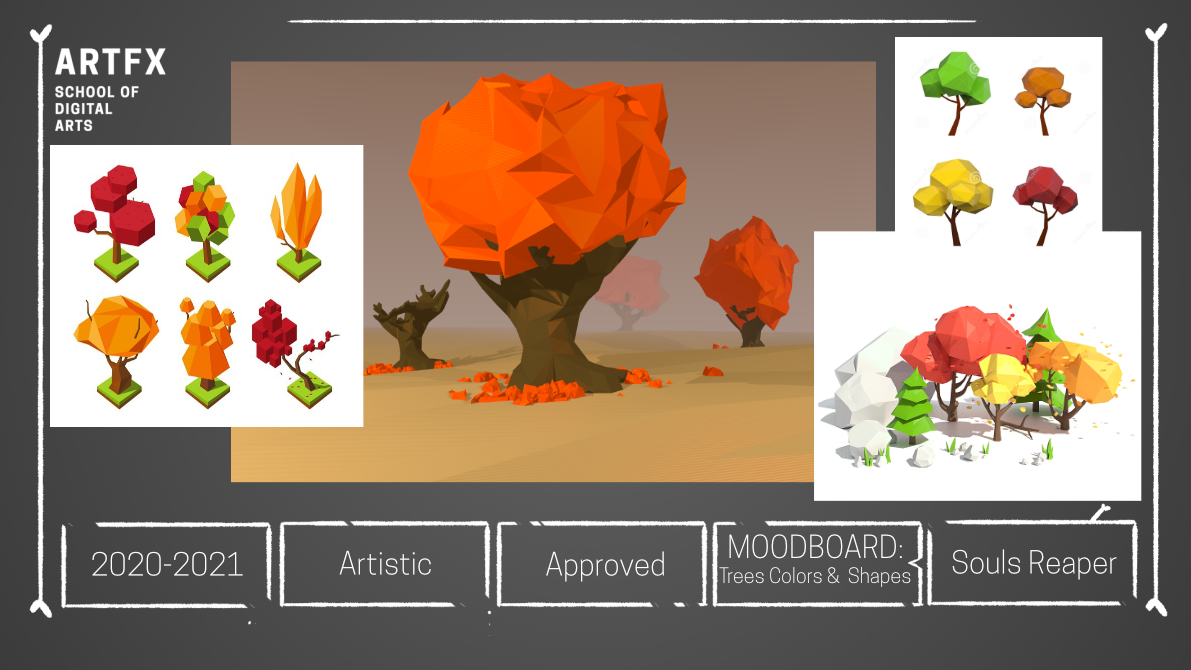 ARTFX
SCHOOL OF
DIGITAL
ARTS
2020-2021
Artistic
Approved
MOODBOARD:
Trees Colors & Shapes
Souls Reaper